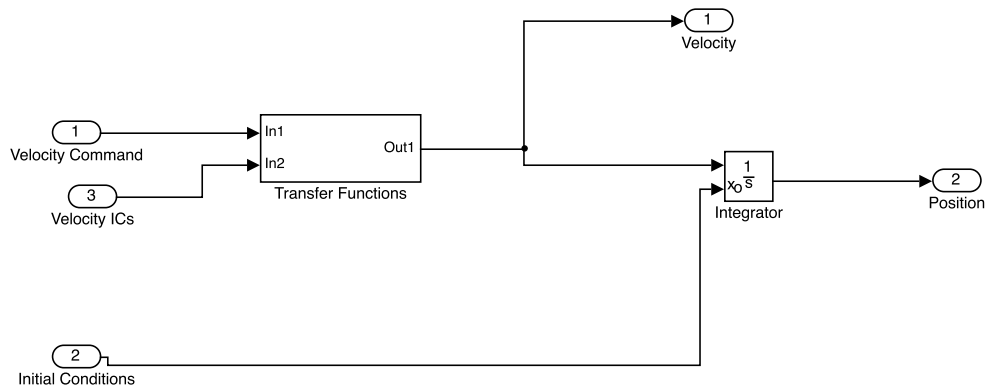 1
Velocity
1
Velocity Command
In1
In2
Out1
Transfer Functions
3
Velocity ICs
1
s
xo
Integrator
2
Position
2
Initial Conditions